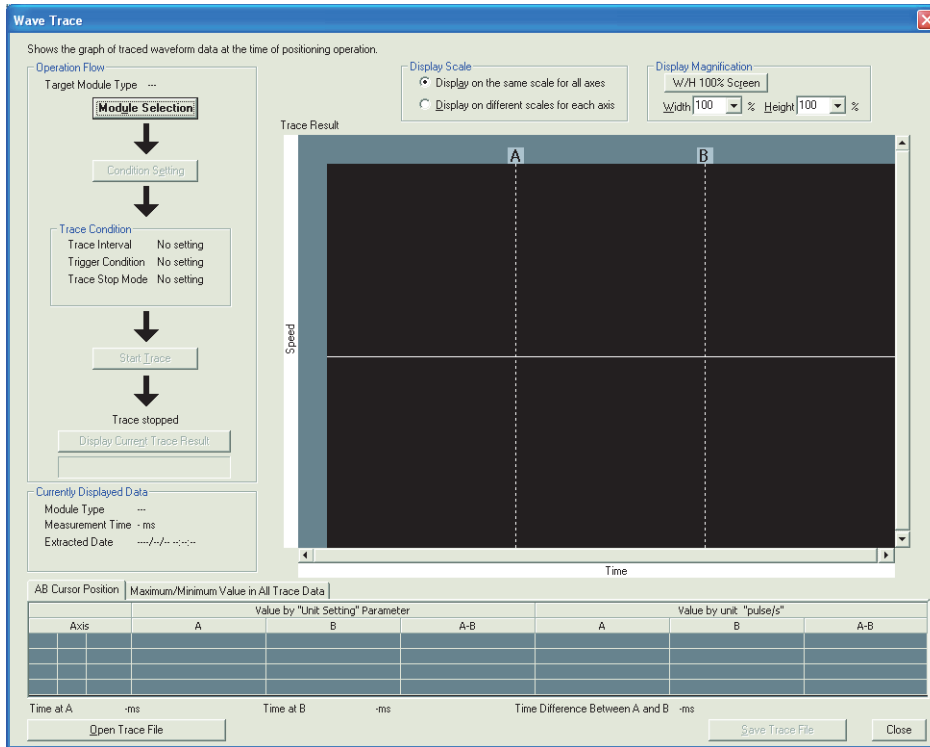 Wave Trace
Shows the graph of traced waveform data at the time of positioning operation.
Operation Flow
Target Module Type ---
Module Selection
Condition Setting
Trace Condition
Trace Interval No setting
Trigger Condition No setting
Trace Stop Mode No setting
Start Trace
Trace stopped
Display Current Trace Result
Currently Displayed Data
Module Type ---
Measurement Time - ms
Extracted Date ----/--/-- --:--:--
Display Scale
Display on the same scale for all axes
Display on different scales for each axis
Display Magnification
W/H 100% Screen
Width 100 % Height 100 %
Trace Result
A B
Speed
Time
AB Cursor Position Maximum/Minimum Value in All Trace Data
Value by "Unit Setting" Parameter Value by unit "pulse/s"
Axis A B A-B A B A-B
Time at A -ms Time at B -ms Time Difference Between A and B -ms
Open Trace File Save Trace File Close